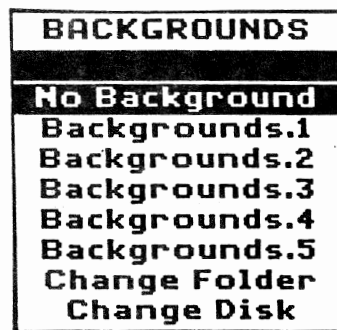 BACKGROUNDS
No Background
Backgrounds.1
Backgrounds.2
Backgrounds.3
Backgrounds.4
Backgrounds.5
Change Folder
Change Disk